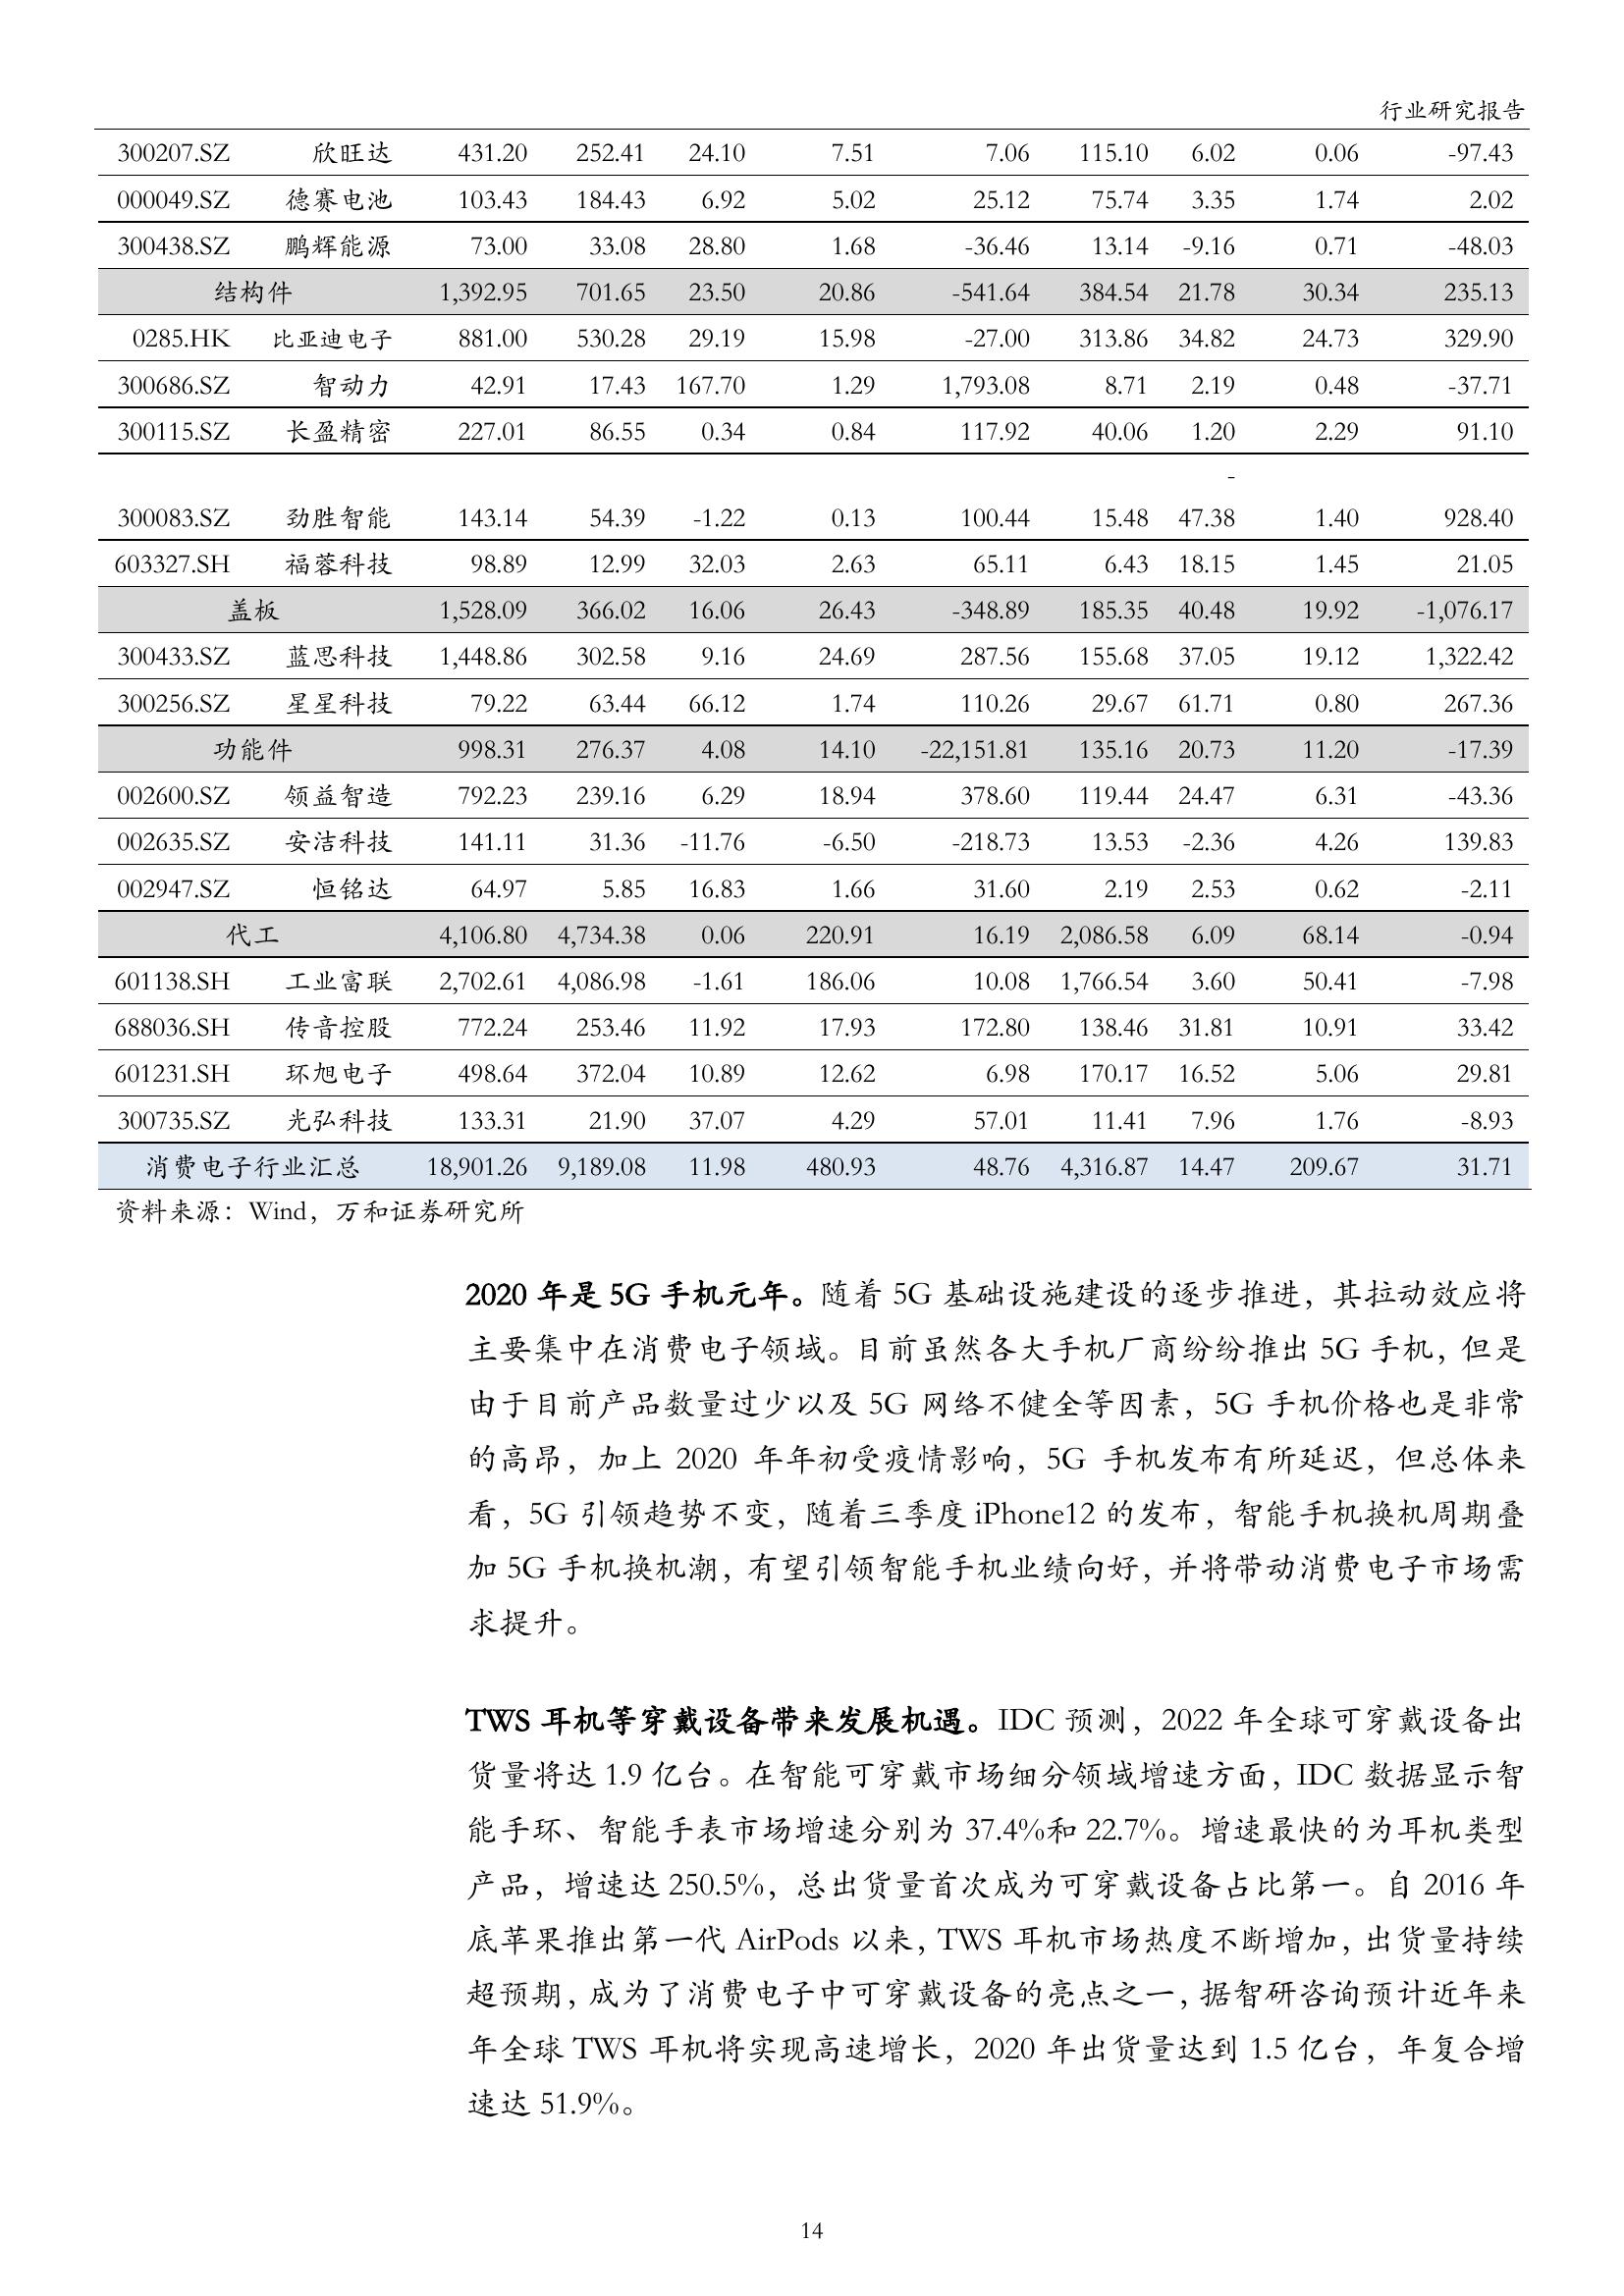 行业研究报告
300207.SZ 欣旺达 431.20 252.41 24.10 7.51 7.06 115.10 6.02 0.06 -97.43
000049.SZ 德赛电池 103.43 184.43 6.92 5.02 25.12 75.74 3.35 1.74 2.02
300438.SZ 鹏辉能源 73.00 33.08 28.80 1.68 -36.46 13.14 -9.16 0.71 -48.03
结构件 1,392.95 701.65 23.50 20.86 -541.64 384.54 21.78 30.34 235.13
0285.HK 比亚迪电子 881.00 530.28 29.19 15.98 -27.00 313.86 34.82 24.73 329.90
300686.SZ 智动力 42.91 17.43 167.70 1.29 1,793.08 8.71 2.19 0.48 -37.71
300115.SZ 长盈精密 227.01 86.55 0.34 0.84 117.92 40.06 1.20 2.29 91.10
-
300083.SZ 劲胜智能 143.14 54.39 -1.22 0.13 100.44 15.48 47.38 1.40 928.40
603327.SH 福蓉科技 98.89 12.99 32.03 2.63 65.11 6.43 18.15 1.45 21.05
盖板 1,528.09 366.02 16.06 26.43 -348.89 185.35 40.48 19.92 -1,076.17
300433.SZ 蓝思科技 1,448.86 302.58 9.16 24.69 287.56 155.68 37.05 19.12 1,322.42
300256.SZ 星星科技 79.22 63.44 66.12 1.74 110.26 29.67 61.71 0.80 267.36
功能件 998.31 276.37 4.08 14.10 -22,151.81 135.16 20.73 11.20 -17.39
002600.SZ 领益智造 792.23 239.16 6.29 18.94 378.60 119.44 24.47 6.31 -43.36
002635.SZ 安洁科技 141.11 31.36 -11.76 -6.50 -218.73 13.53 -2.36 4.26 139.83
002947.SZ 恒铭达 64.97 5.85 16.83 1.66 31.60 2.19 2.53 0.62 -2.11
代工 4,106.80 4,734.38 0.06 220.91 16.19 2,086.58 6.09 68.14 -0.94
601138.SH 工业富联 2,702.61 4,086.98 -1.61 186.06 10.08 1,766.54 3.60 50.41 -7.98
688036.SH 传音控股 772.24 253.46 11.92 17.93 172.80 138.46 31.81 10.91 33.42
601231.SH 环旭电子 498.64 372.04 10.89 12.62 6.98 170.17 16.52 5.06 29.81
300735.SZ 光弘科技 133.31 21.90 37.07 4.29 57.01 11.41 7.96 1.76 -8.93
消费电子行业汇总 18,901.26 9,189.08 11.98 480.93 48.76 4,316.87 14.47 209.67 31.71
资料来源：Wind，万和证券研究所
2020 年是 5G 手机元年。随着 5G 基础设施建设的逐步推进，其拉动效应将
主要集中在消费电子领域。目前虽然各大手机厂商纷纷推出 5G 手机，但是
由于目前产品数量过少以及 5G 网络不健全等因素，5G 手机价格也是非常
的高昂，加上 2020 年年初受疫情影响，5G 手机发布有所延迟，但总体来
看，5G 引领趋势不变，随着三季度 iPhone12 的发布，智能手机换机周期叠
加 5G 手机换机潮，有望引领智能手机业绩向好，并将带动消费电子市场需
求提升。
TWS 耳机等穿戴设备带来发展机遇。IDC 预测，2022 年全球可穿戴设备出
货量将达 1.9 亿台。在智能可穿戴市场细分领域增速方面，IDC 数据显示智
能手环、智能手表市场增速分别为 37.4%和 22.7%。增速最快的为耳机类型
产品，增速达 250.5%，总出货量首次成为可穿戴设备占比第一。自 2016 年
底苹果推出第一代 AirPods 以来，TWS 耳机市场热度不断增加，出货量持续
超预期，成为了消费电子中可穿戴设备的亮点之一，据智研咨询预计近年来
年全球 TWS 耳机将实现高速增长，2020 年出货量达到 1.5 亿台，年复合增
速达 51.9%。
14